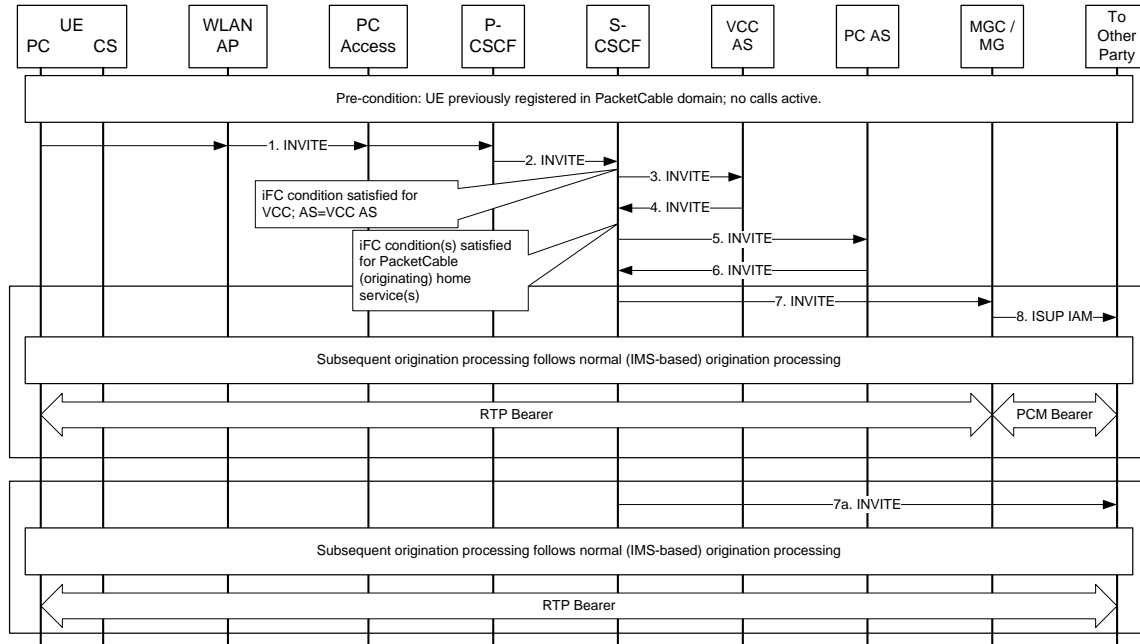 UE
PC CS
WLAN
AP
PC
Access
P-
CSCF
S-
CSCF
VCC
AS
PC AS
MGC /
MG
To
Other
Party
Pre-condition: UE previously registered in PacketCable domain; no calls active.
1. INVITE
2. INVITE
3. INVITE
iFC condition satisfied for
VCC; AS=VCC AS
4. INVITE
iFC condition(s) satisfied
for PacketCable
(originating) home
service(s)
5. INVITE
6. INVITE
7. INVITE
8. ISUP IAM
Subsequent origination processing follows normal (IMS-based) origination processing
RTP Bearer
PCM Bearer
7a. INVITE
Subsequent origination processing follows normal (IMS-based) origination processing
RTP Bearer